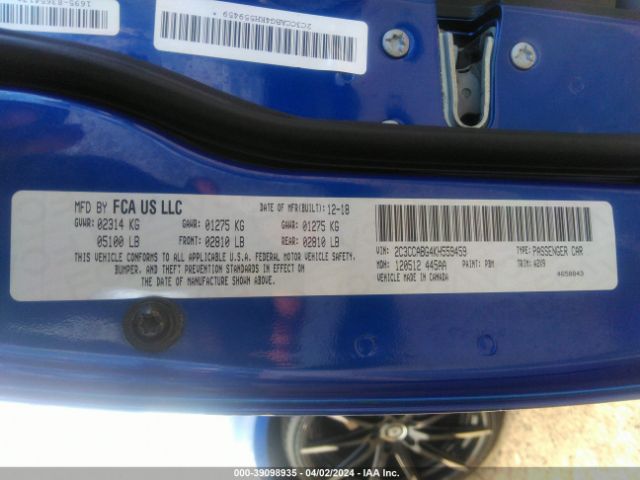 2C3CCABG4KH559459 *
MFD BY FCA US LLC
DATE OF MFR(BUILT): 12-18
GVWR: 02314 KG GAWR: 01275 KG GAWR: 01275 KG
05100 LB FRONT: 02810 LB REAR: 02810 LB
THIS VEHICLE CONFORMS TO ALL APPLICABLE U.S.A. FEDERAL MOTOR VEHICLE SAFETY,
BUMPER, AND THEFT PREVENTION STANDARDS IN EFFECT ON THE
DATE OF MANUFACTURE SHOWN ABOVE.
VIN: 2C3CCABG4KH559459 TYPE: PASSENGER CAR
MDH: 120512 445AA PAINT: PBM TRIM: A2X9
VEHICLE MADE IN CANADA 4658843
000-39098935 - 04/02/2024 - IAA Inc.